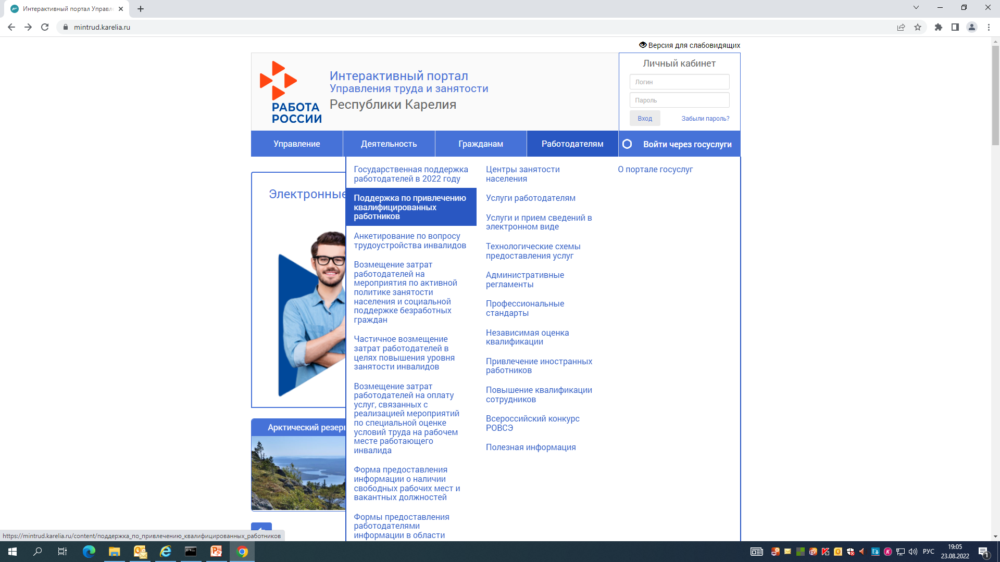 Интерактивный портал Управле
mintrud.karelia.ru
Версия для слабовидящих
РАБОТА
РОССИИ
Интерактивный портал
Управления труда и занятости
Республики Карелия
Личный кабинет
Логин
Пароль
Вход
Забыли пароль?
Управление
Деятельность
Гражданам
Работодателям
Войти через госуслуги
Электронные
Арктический резерв
Государственная поддержка
работодателей в 2022 году
Поддержка по привлечению
квалифицированных
работников
Анкетирование по вопросу
трудоустройства инвалидов
Возмещение затрат
работодателей на
мероприятия по активной
политике занятости
населения и социальной
поддержке безработных
граждан
Частичное возмещение
затрат работодателей в
целях повышения уровня
занятости инвалидов
Возмещение затрат
работодателей на оплату
услуг, связанных с
реализацией мероприятий
по специальной оценке
условий труда на рабочем
месте работающего
инвалида
Форма предоставления
информации о наличии
свободных рабочих мест и
вакантных должностей
Формы предоставления
работодателями
информации в области
Центры занятости
населения
Услуги работодателям
Услуги и прием сведений в
электронном виде
Технологические схемы
предоставления услуг
Административные
регламенты
Профессиональные
стандарты
Независимая оценка
квалификации
Привлечение иностранных
работников
Повышение квалификации
сотрудников
Всероссийский конкурс
РОВСЭ
Полезная информация
О портале госуслуг
https://mintrud.karelia.ru/content/поддержка_по_привлечению_квалифицированных_работников
РУС
19:05
23.08.2022
1